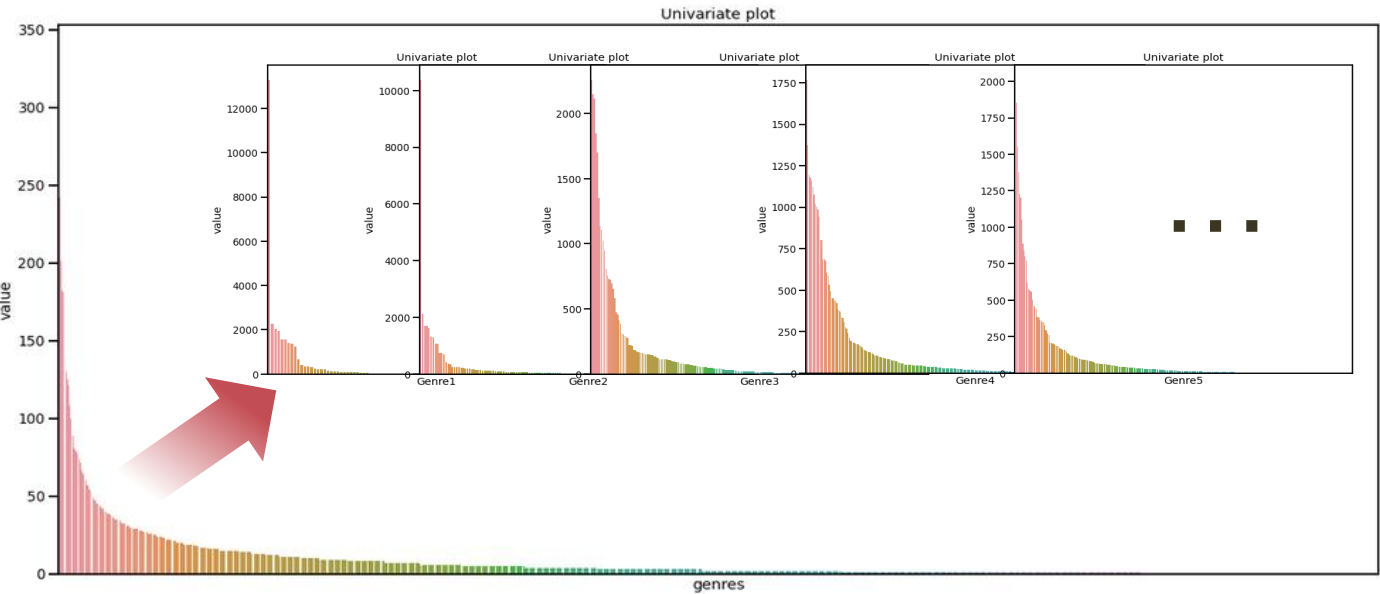 Univariate plot
350
300
250
200
150
100
50
0
value
genres
Univariate plot
12000
10000
8000
6000
4000
2000
0
value
Genre1
Univariate plot
10000
8000
6000
4000
2000
0
value
Genre2
Univariate plot
2000
1500
1000
500
0
value
Genre3
Univariate plot
1750
1500
1250
1000
750
500
250
0
value
Genre4
Univariate plot
2000
1750
1500
1250
1000
750
500
250
0
value
Genre5